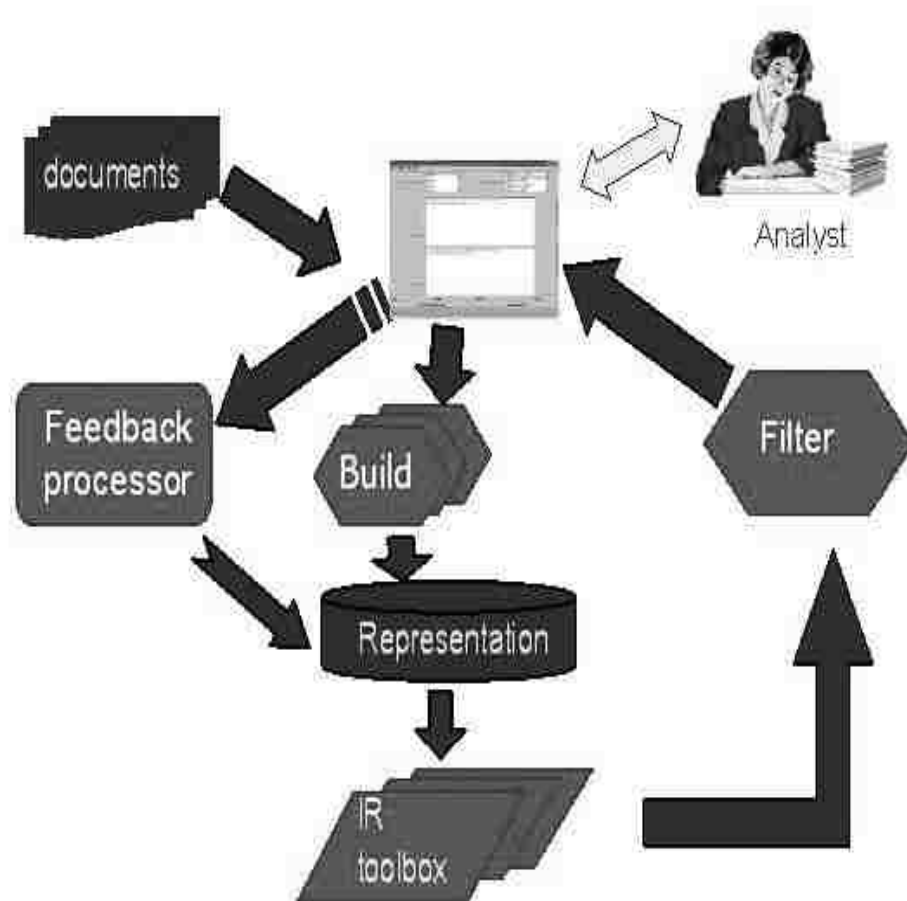 documents
Analyst
Feedback
processor
Build
Filter
Representation
IR
toolbox